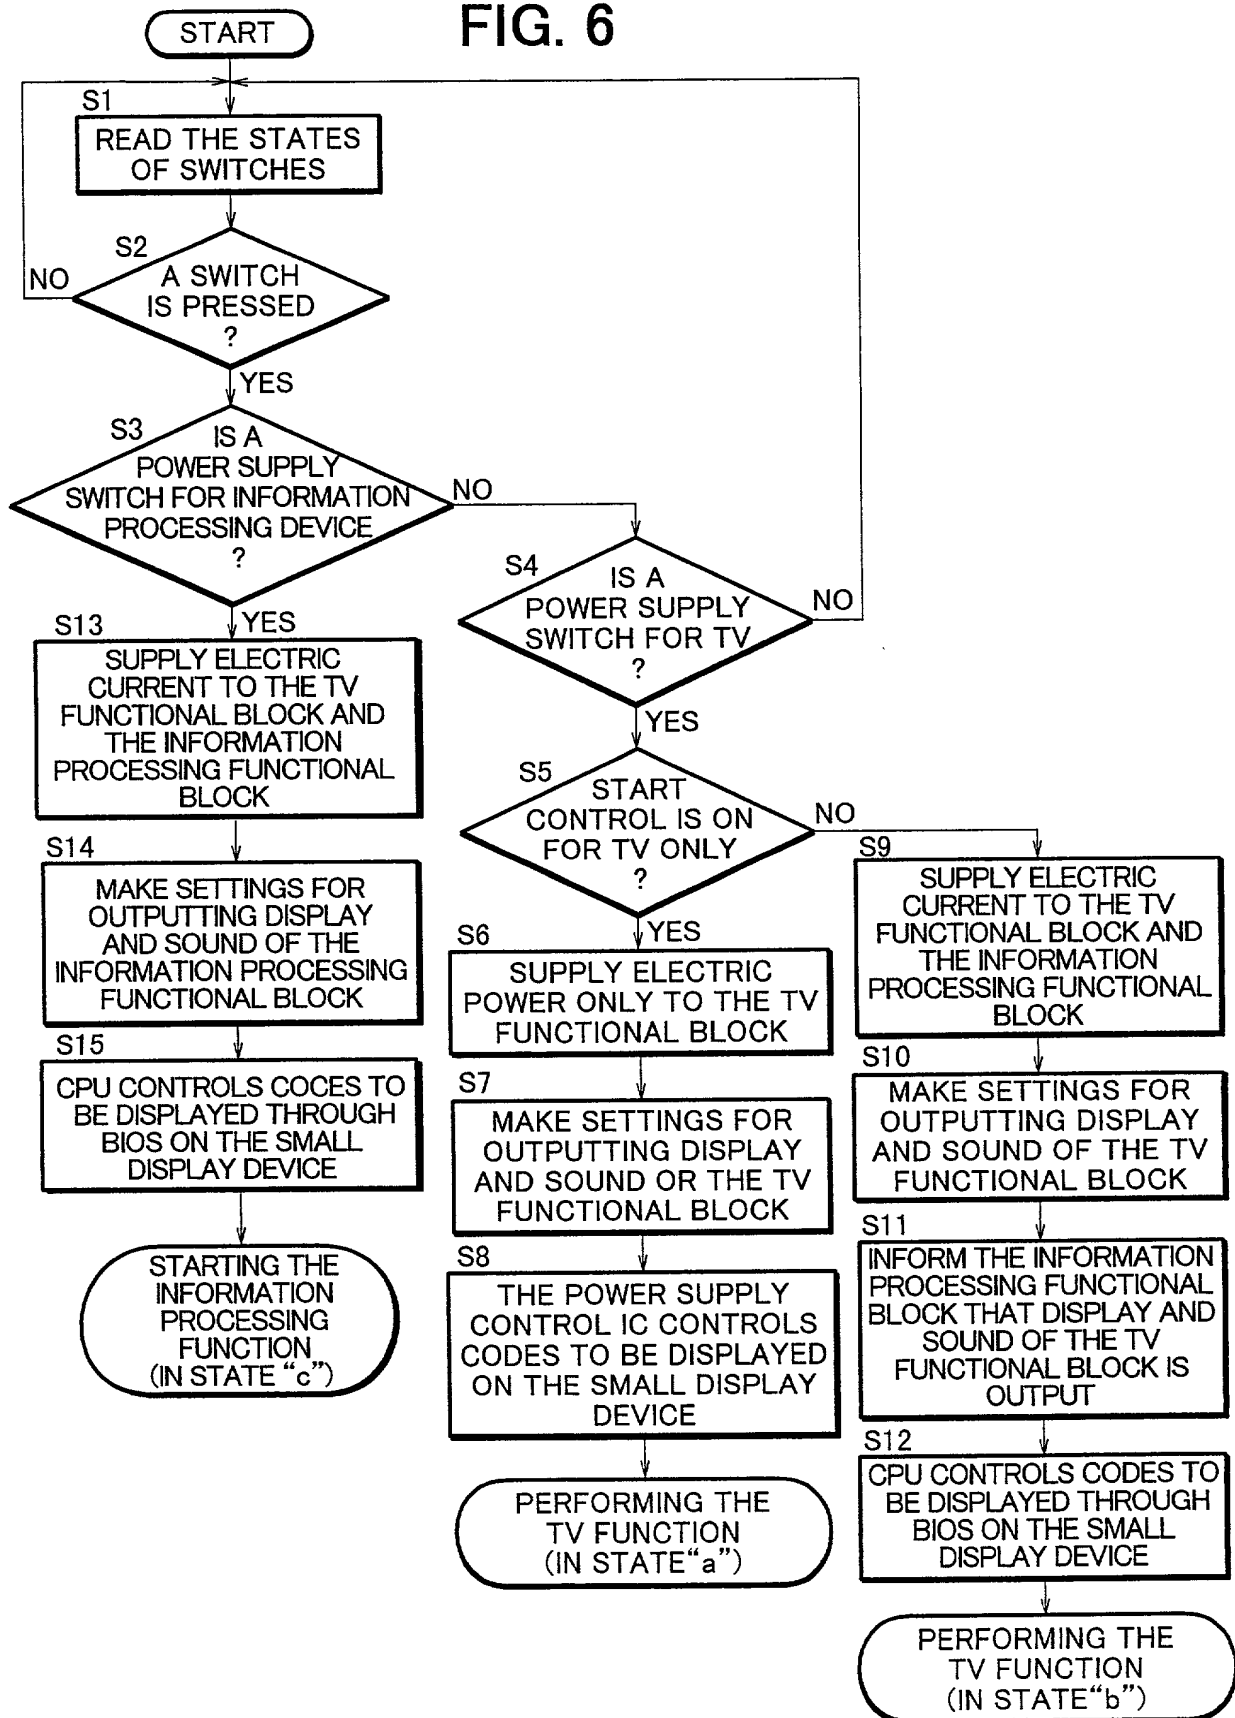 FIG. 6
START
S1
READ THE STATES
OF SWITCHES
S2
A SWITCH
IS PRESSED
?
NO
YES
S3
IS A
POWER SUPPLY
SWITCH FOR INFORMATION
PROCESSING DEVICE
?
NO
YES
S4
IS A
POWER SUPPLY
SWITCH FOR TV
?
NO
YES
S13
SUPPLY ELECTRIC
CURRENT TO THE TV
FUNCTIONAL BLOCK AND
THE INFORMATION
PROCESSING FUNCTIONAL
BLOCK
S14
MAKE SETTINGS FOR
OUTPUTTING DISPLAY
AND SOUND OF THE
INFORMATION PROCESSING
FUNCTIONAL BLOCK
S15
CPU CONTROLS COCES TO
BE DISPLAYED THROUGH
BIOS ON THE SMALL
DISPLAY DEVICE
STARTING THE
INFORMATION
PROCESSING
FUNCTION
(IN STATE “c”)
S5
START
CONTROL IS ON
FOR TV ONLY
?
NO
YES
S6
SUPPLY ELECTRIC
POWER ONLY TO THE TV
FUNCTIONAL BLOCK
S7
MAKE SETTINGS FOR
OUTPUTTING DISPLAY
AND SOUND OR THE TV
FUNCTIONAL BLOCK
S8
THE POWER SUPPLY
CONTROL IC CONTROLS
CODES TO BE DISPLAYED
ON THE SMALL DISPLAY
DEVICE
PERFORMING THE
TV FUNCTION
(IN STATE“a”)
S9
SUPPLY ELECTRIC
CURRENT TO THE TV
FUNCTIONAL BLOCK AND
THE INFORMATION
PROCESSING FUNCTIONAL
BLOCK
S10
MAKE SETTINGS FOR
OUTPUTTING DISPLAY
AND SOUND OF THE TV
FUNCTIONAL BLOCK
S11
INFORM THE INFORMATION
PROCESSING FUNCTIONAL
BLOCK THAT DISPLAY AND
SOUND OF THE TV
FUNCTIONAL BLOCK IS
OUTPUT
S12
CPU CONTROLS CODES TO
BE DISPLAYED THROUGH
BIOS ON THE SMALL
DISPLAY DEVICE
PERFORMING THE
TV FUNCTION
(IN STATE“b”)